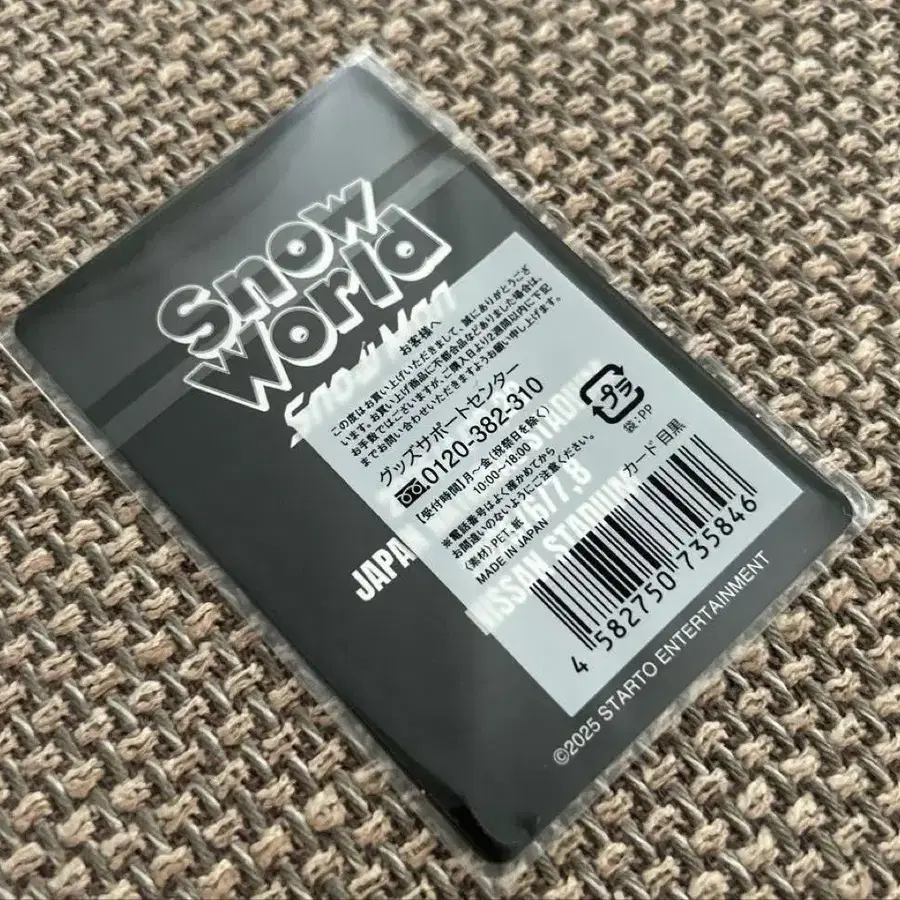 Snow
World
Snow Man
お客様へ
この度はお買い上げいただきまして、誠にありがとうござ
います。お買い上げ商品に不都合品などありました場合は、
お手数ではございますが、ご購入日より2週間以内に下記
までお問い合わせいただきますようお願い申し上げます。
グッズサポートセンター
0120-382-310
【受付時間】月〜金(祝祭日を除く)
10:00〜18:00
※電話番号はよく確かめてから
お間違いのないようにご注意ください。
《素材》PET、紙
MADE IN JAPAN
プラ
袋:PP
カード 目黒
JAPAN
STADIUM
7,8
NISSAN STADIUM
4 582750 735846
©2025 STARTO ENTERTAINMENT